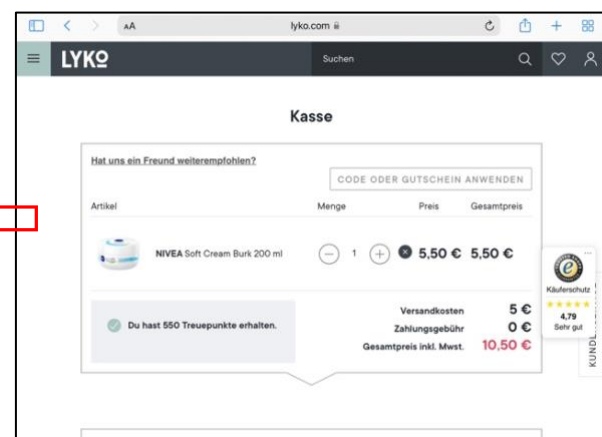 AA
lyko.com
LYKO
Suchen
Kasse
Hat uns ein Freund weiterempfohlen?
CODE ODER GUTSCHEIN ANWENDEN
Artikel Menge Preis Gesamtpreis
NIVEA Soft Cream Burk 200 ml 1 5,50 € 5,50 €
Du hast 550 Treuepunkte erhalten.
Versandkosten 5 €
Zahlungsgebühr 0 €
Gesamtpreis inkl. Mwst. 10,50 €
e
Käuferschutz
4,79
Sehr gut